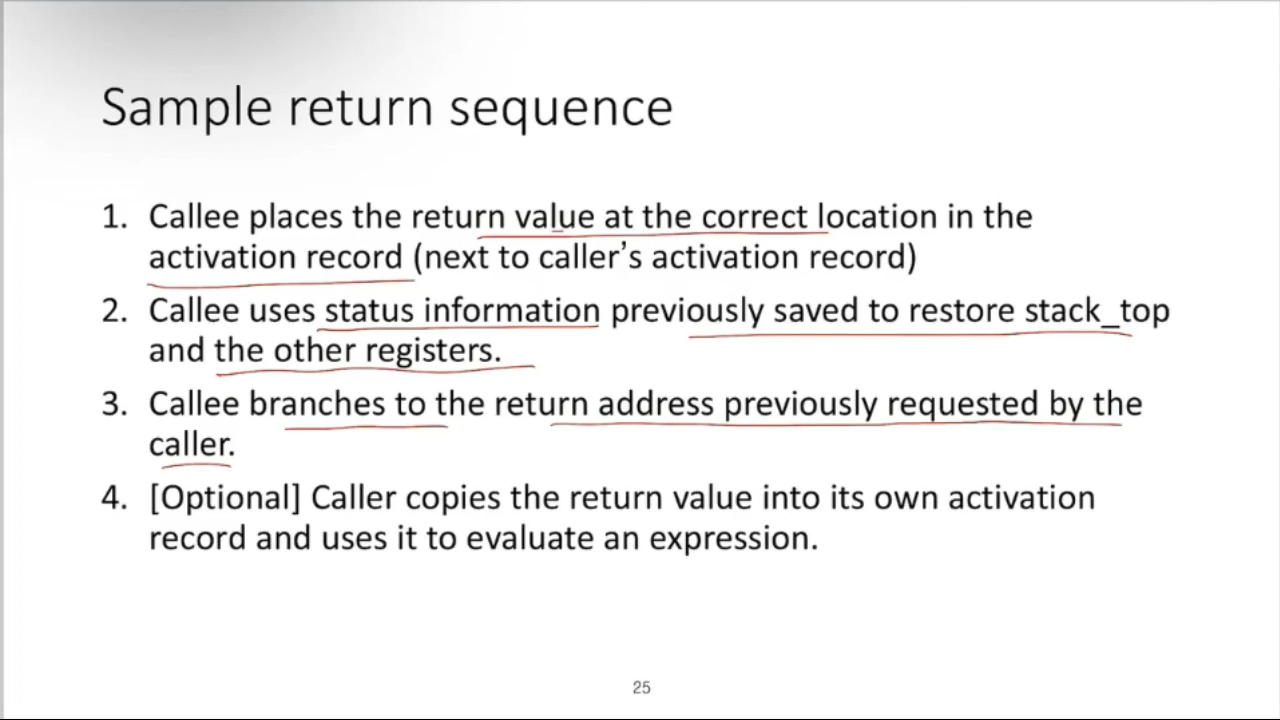 Sample return sequence
1. Callee places the return value at the correct location in the
activation record (next to caller’s activation record)
2. Callee uses status information previously saved to restore stack_top
and the other registers.
3. Callee branches to the return address previously requested by the
caller.
4. [Optional] Caller copies the return value into its own activation
record and uses it to evaluate an expression.
25